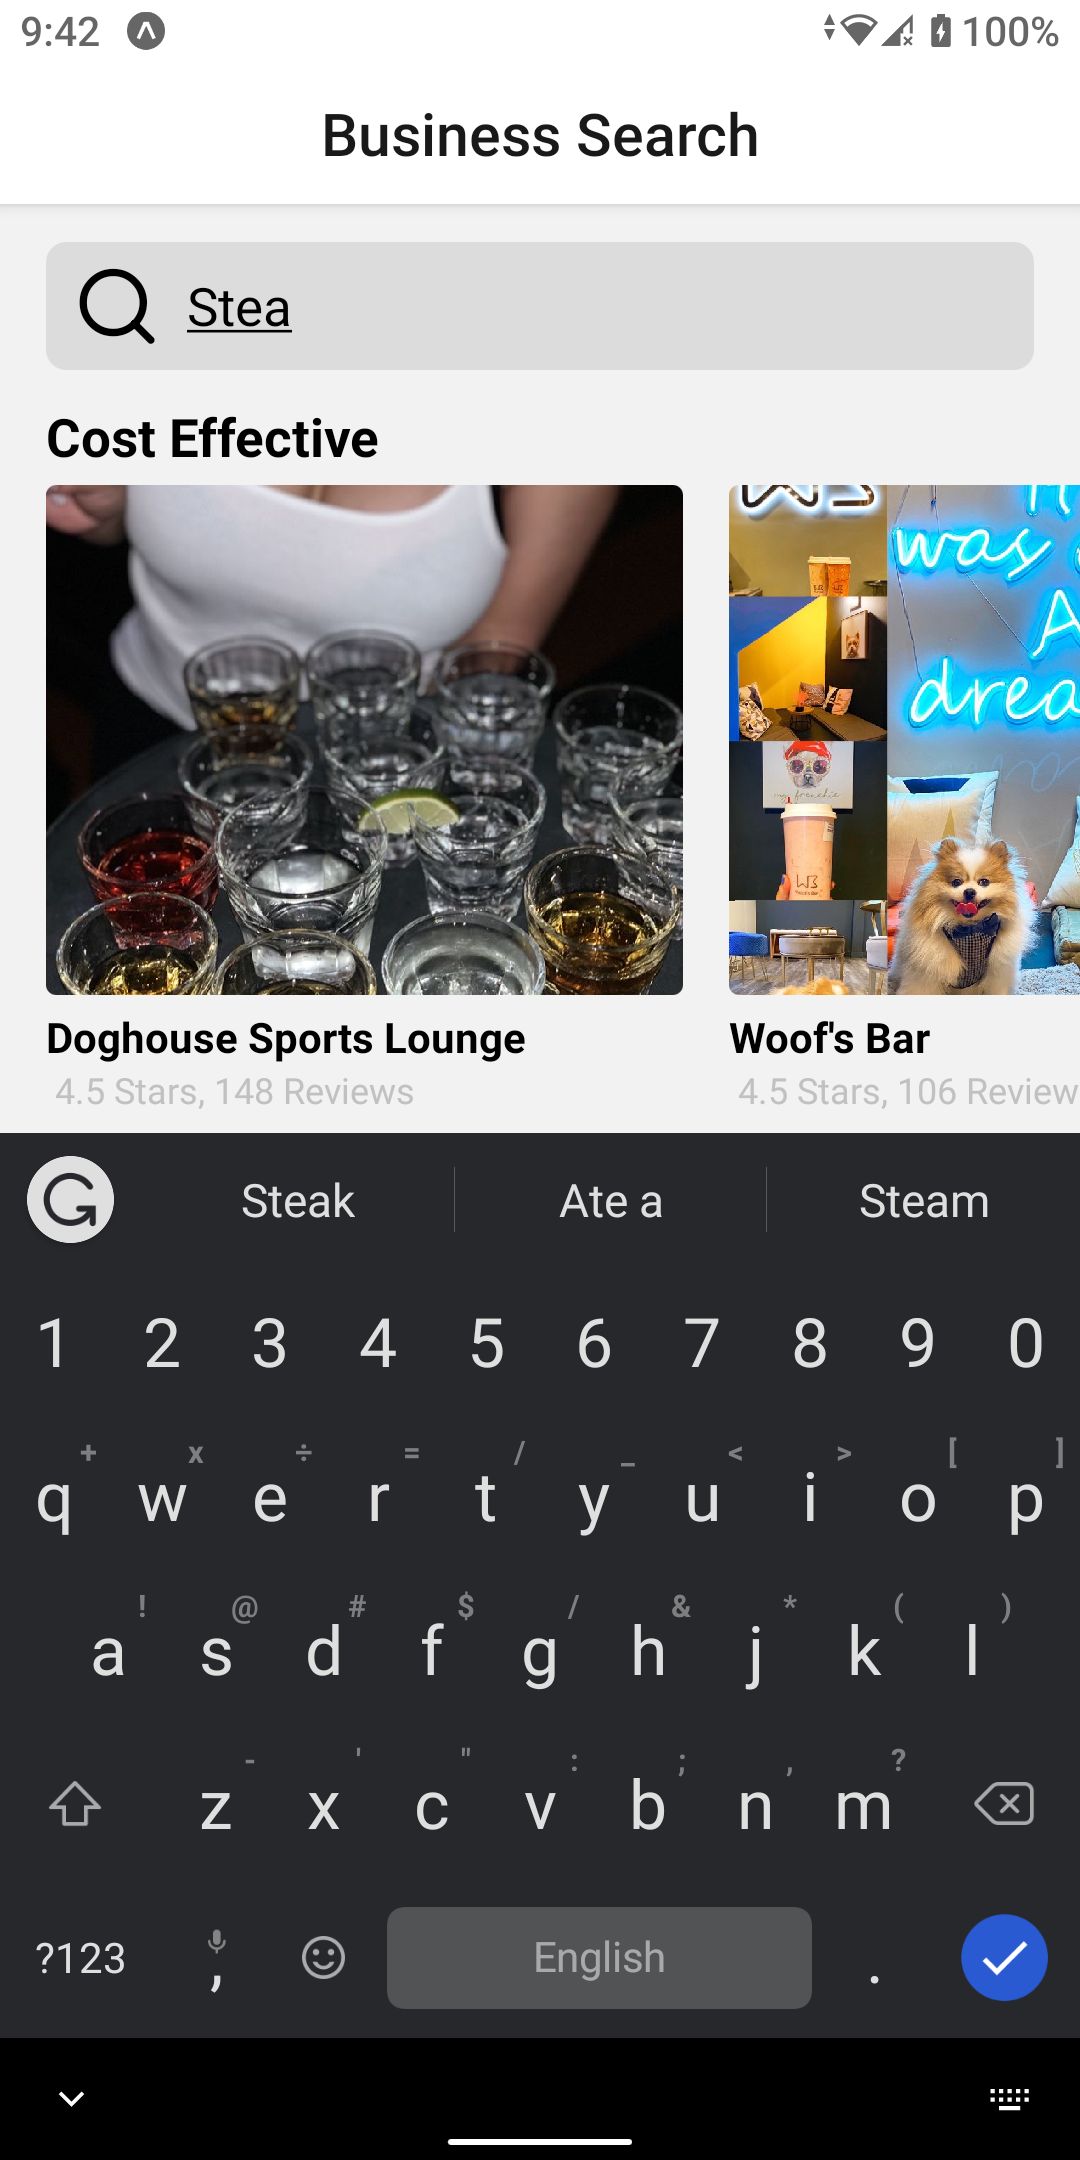 9:42 100%
Business Search
Stea
Cost Effective
was
A
drea
WB
Doghouse Sports Lounge
Woof's Bar
4.5 Stars, 148 Reviews
4.5 Stars, 106 Review
Steak Ate a Steam
1 2 3 4 5 6 7 8 9 0
+ x ÷ = / _ < > [ ]
q w e r t y u i o p
! @ # $ / & * ( )
a s d f g h j k l
- ' " : ; , ?
z x c v b n m
?123 , English .